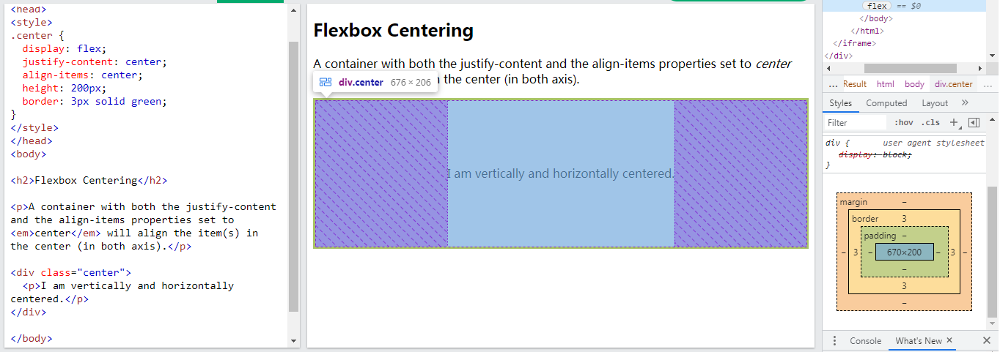 <head>
<style>
.center {
display: flex;
justify-content: center;
align-items: center;
height: 200px;
border: 3px solid green;
}
</style>
</head>
<body>
<h2>Flexbox Centering</h2>
<p>A container with both the justify-content
and the align-items properties set to
<em>center</em> will align the item(s) in
the center (in both axis).</p>
<div class="center">
<p>I am vertically and horizontally
centered.</p>
</div>
</body>
Flexbox Centering
A container with both the justify-content and the align-items properties set to center
the center (in both axis).
div.center 676 × 206
I am vertically and horizontally centered.
flex == $0
</body>
</html>
</iframe>
</div>
... Result html body div.center ...
Styles Computed Layout »
Filter :hov .cls +
div { user agent stylesheet
display: block;
}
margin –
border 3
padding –
– 3 – 670×200 – 3 –
–
3
–
Console What's New ×